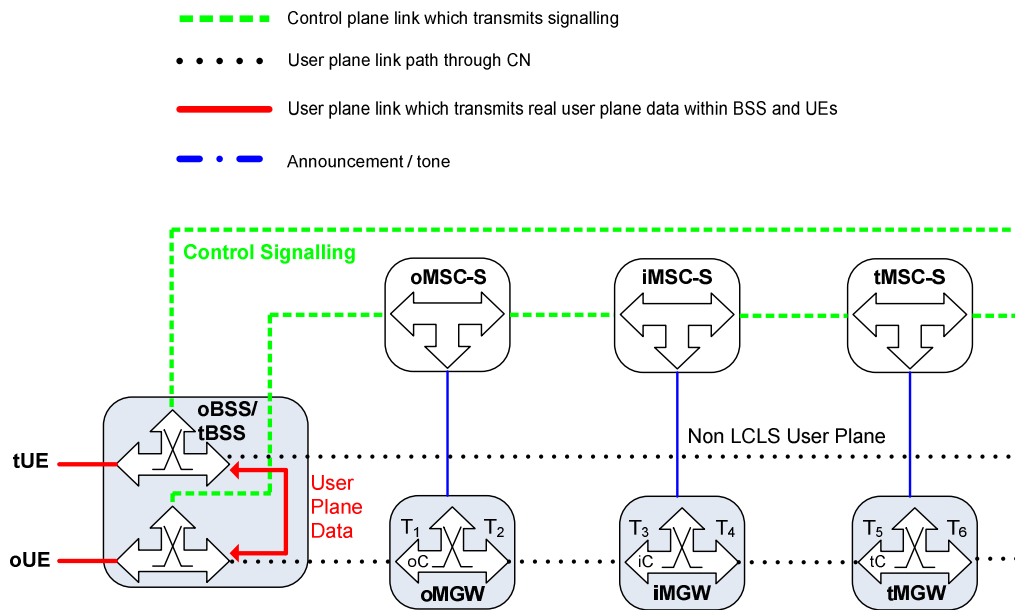 Control plane link which transmits signalling
User plane link path through CN
User plane link which transmits real user plane data within BSS and UEs
Announcement / tone
Control Signalling
oMSC-S
iMSC-S
tMSC-S
oBSS/
tBSS
Non LCLS User Plane
tUE
User
Plane
Data
T1 T2
T3 T4
T5 T6
oUE
oC
iC
tC
oMGW
iMGW
tMGW